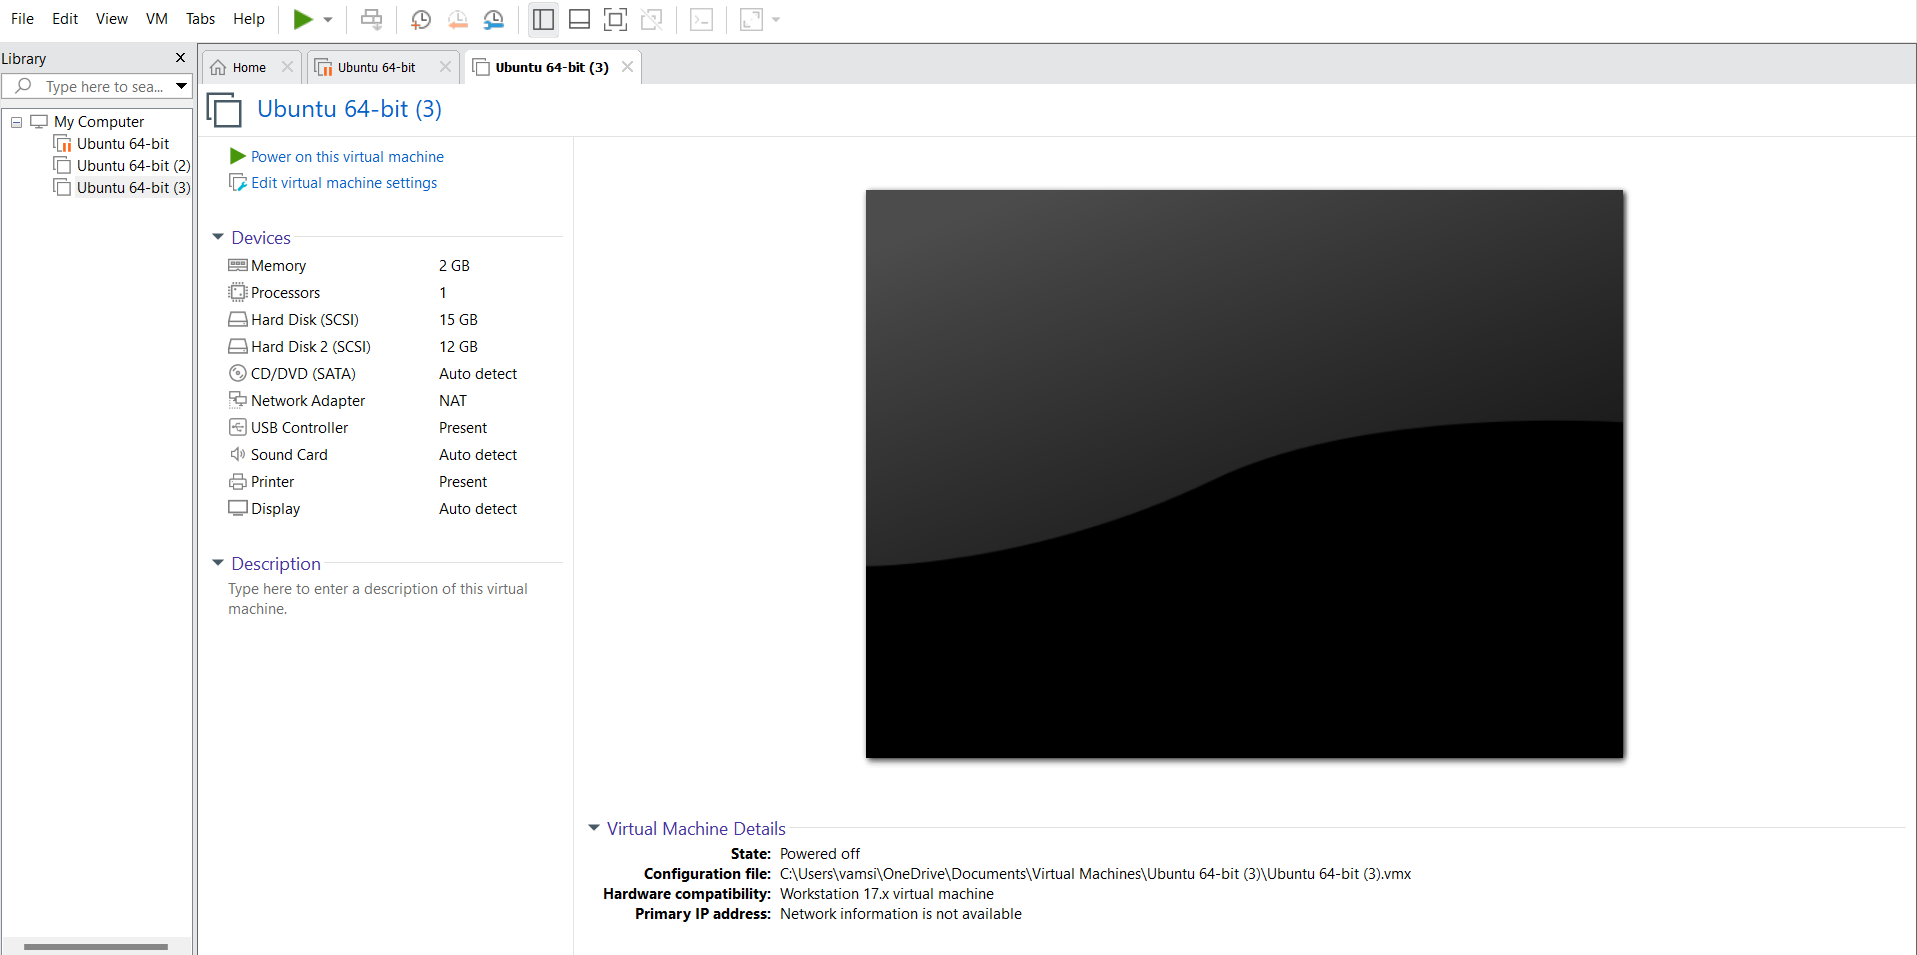 File Edit View VM Tabs Help
Library
Type here to sea...
My Computer
Ubuntu 64-bit
Ubuntu 64-bit (2)
Ubuntu 64-bit (3)
Home
Ubuntu 64-bit
Ubuntu 64-bit (3)
Ubuntu 64-bit (3)
Power on this virtual machine
Edit virtual machine settings
Devices
Memory 2 GB
Processors 1
Hard Disk (SCSI) 15 GB
Hard Disk 2 (SCSI) 12 GB
CD/DVD (SATA) Auto detect
Network Adapter NAT
USB Controller Present
Sound Card Auto detect
Printer Present
Display Auto detect
Description
Type here to enter a description of this virtual
machine.
Virtual Machine Details
State: Powered off
Configuration file: C:\Users\vamsi\OneDrive\Documents\Virtual Machines\Ubuntu 64-bit (3)\Ubuntu 64-bit (3).vmx
Hardware compatibility: Workstation 17.x virtual machine
Primary IP address: Network information is not available